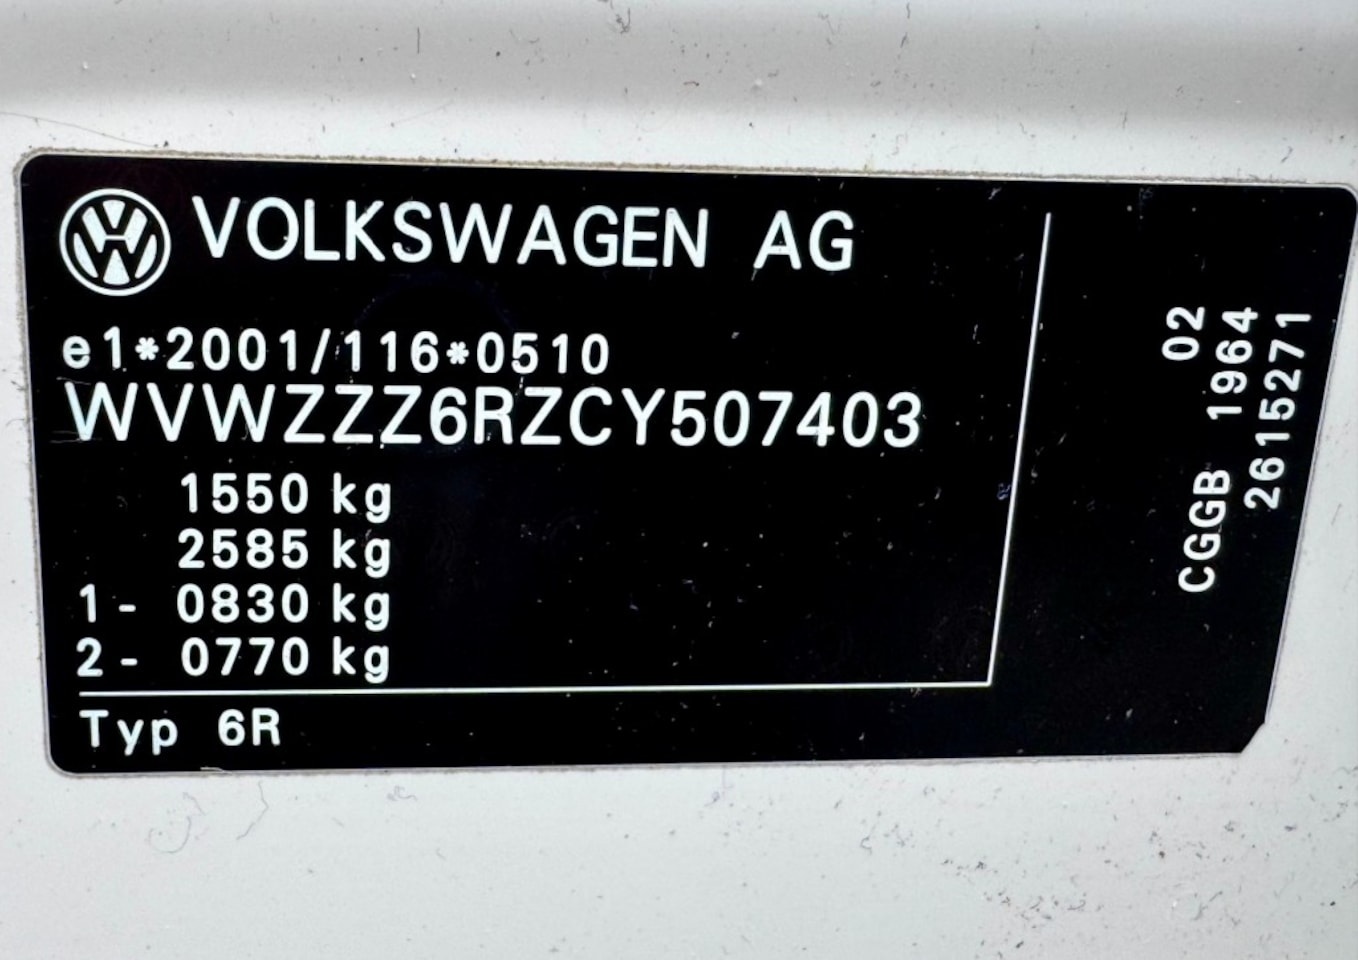 VOLKSWAGEN AG
e1*2001/116*0510
WVWZZZ6RZCY507403
1550 kg
2585 kg
1- 0830 kg
2- 0770 kg
Typ 6R
CGGB 02
1964
2615271